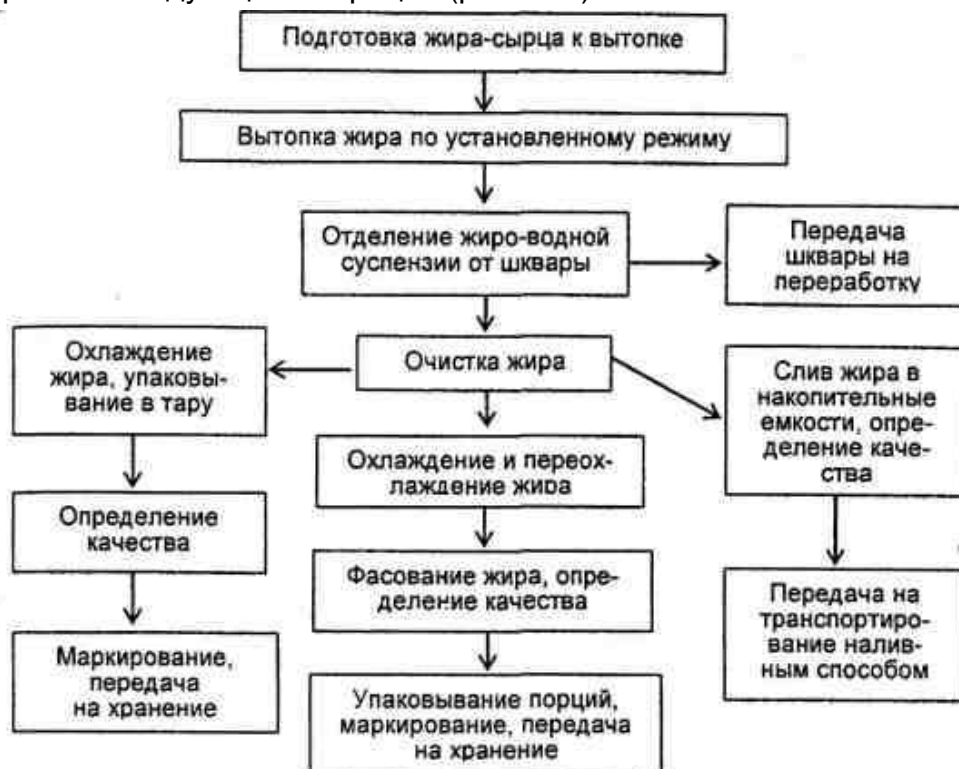 Подготовка жира-сырца к вытопке
Вытопка жира по установленному режиму
Отделение жиро-водной
суспензии от шквары
Передача
шквары на
переработку
Очистка жира
Охлаждение
жира, упаковы-
вание в тару
Определение
качества
Маркирование,
передача
на хранение
Охлаждение и переох-
лаждение жира
Фасование жира, опре-
деление качества
Упаковывание порций,
маркирование, передача
на хранение
Слив жира в
накопительные
емкости, опре-
деление каче-
ства
Передача на
транспортиро-
вание налив-
ным способом